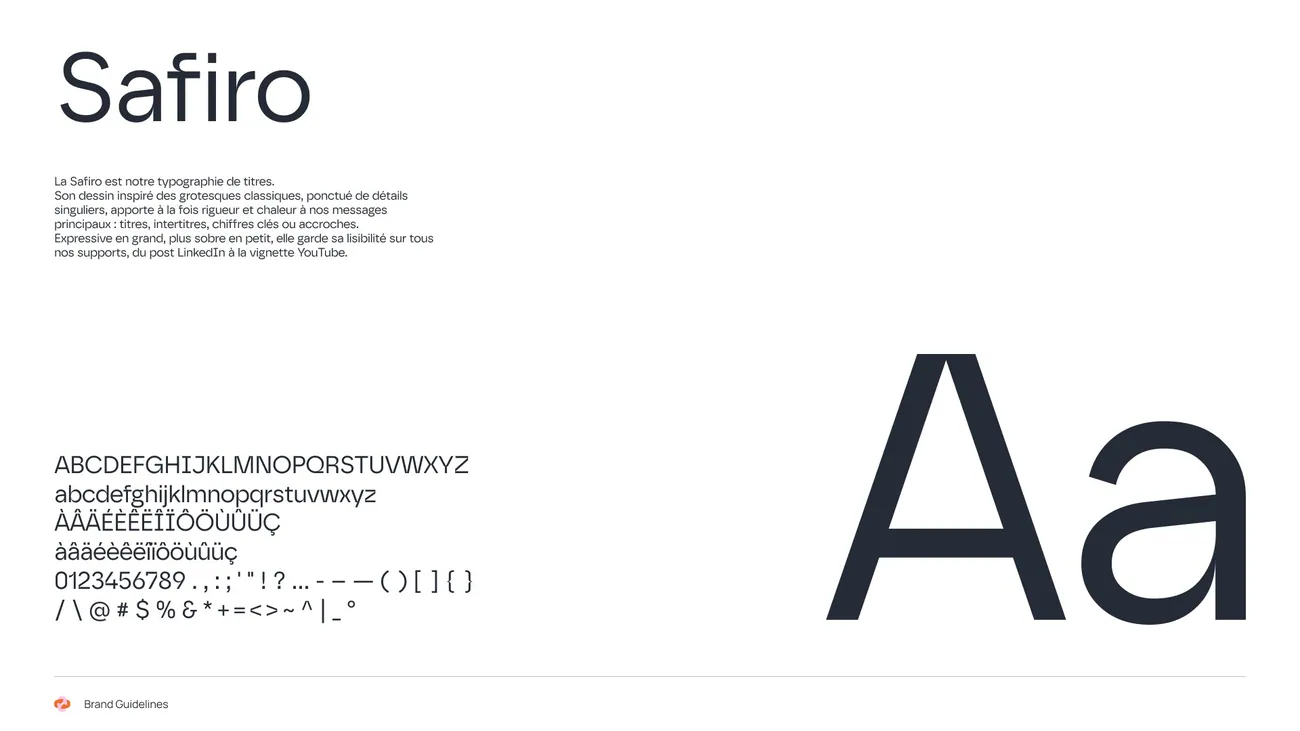 Safiro
La Safiro est notre typographie de titres.
Son dessin inspiré des grotesques classiques, ponctué de détails
singuliers, apporte à la fois rigueur et chaleur à nos messages
principaux : titres, intertitres, chiffres clés ou accroches.
Expressive en grand, plus sobre en petit, elle garde sa lisibilité sur tous
nos supports, du post LinkedIn à la vignette YouTube.
Aa
ABCDEFGHIJKLMNOPQRSTUVWXYZ
abcdefghijklmnopqrstuvwxyz
ÀÂÄÉÈÊËÎÏÔÖÙÛÜÇ
àâäéèêëîïôöùûüç
0123456789 . , : ; ' " ! ? ... - – — ( ) [ ] { }
/ \ @ # $ % & * + = < > ~ ^ | _ °
Brand Guidelines